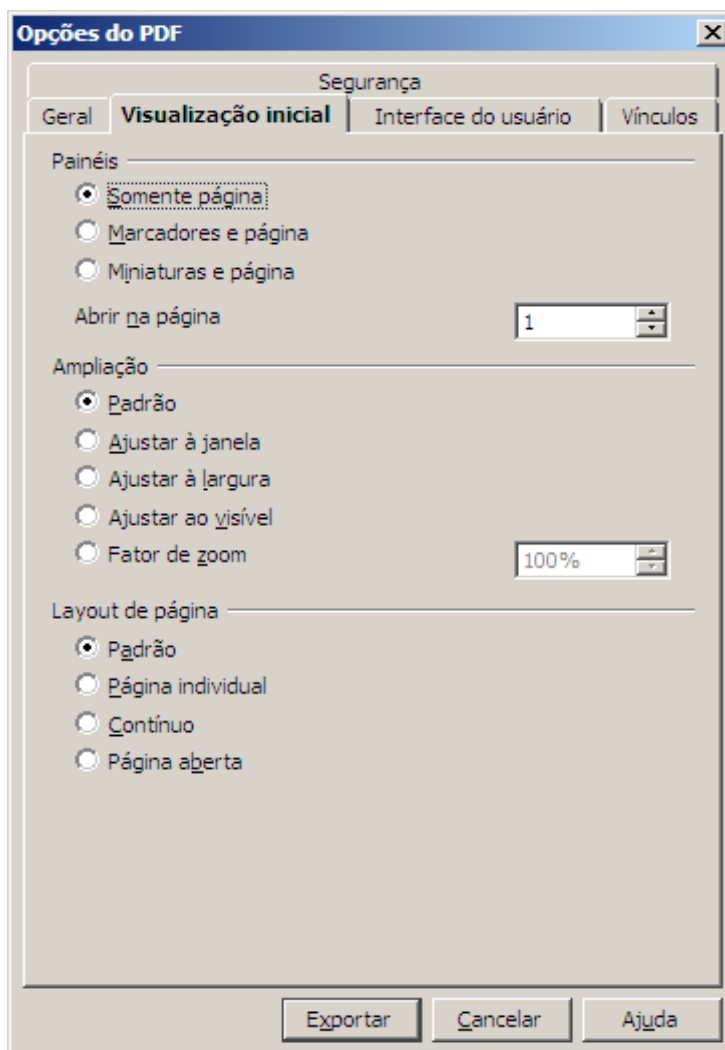 Opções do PDF
Segurança
Geral Visualização inicial Interface do usuário Vínculos
Painéis
Somente página
Marcadores e página
Miniaturas e página
Abrir na página 1
Ampliação
Padrão
Ajustar à janela
Ajustar à largura
Ajustar ao visível
Fator de zoom 100%
Layout de página
Padrão
Página individual
Contínuo
Página aberta
Exportar Cancelar Ajuda